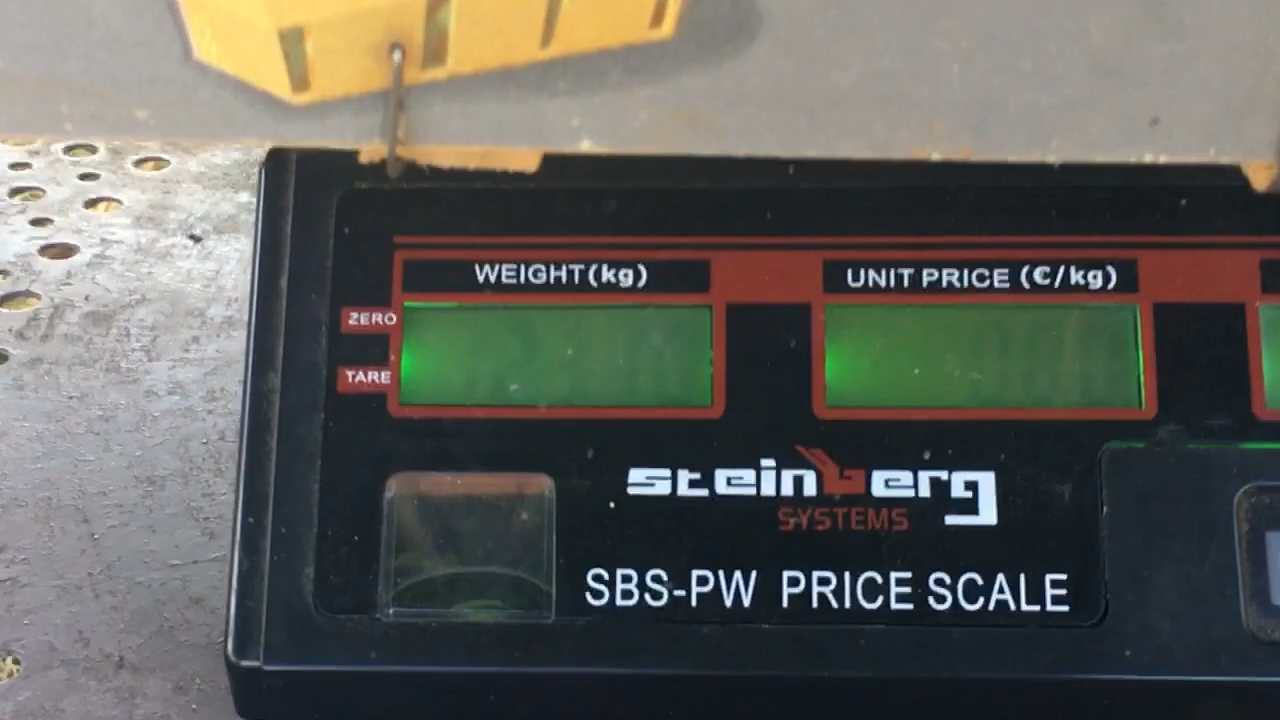 WEIGHT(kg)
UNIT PRICE (€/kg)
ZERO
TARE
steinberg
SYSTEMS
SBS-PW PRICE SCALE